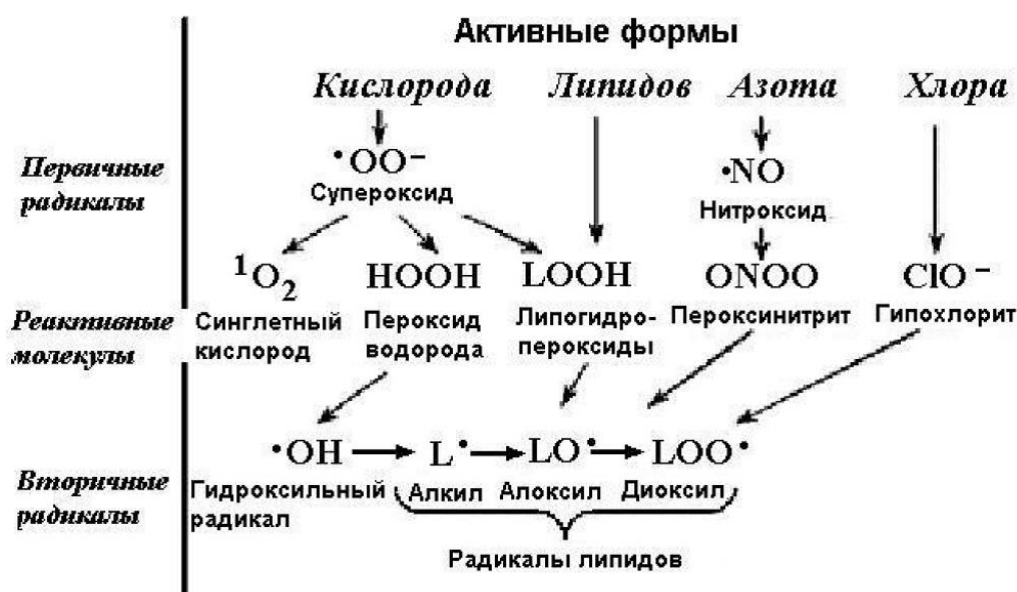 Активные формы
Кислорода Липидов Азота Хлора
Первичные
радикалы
•OO⁻
Супероксид
•NO
Нитроксид
Реактивные
молекулы
¹O₂ HOOH LOOH ONOO ClO⁻
Синглетный
кислород
Пероксид
водорода
Липогидро-
пероксиды
Пероксинитрит
Гипохлорит
Вторичные
радикалы
•OH L• LO• LOO•
Гидроксильный
радикал
Алкил Алоксил Диоксил
Радикалы липидов